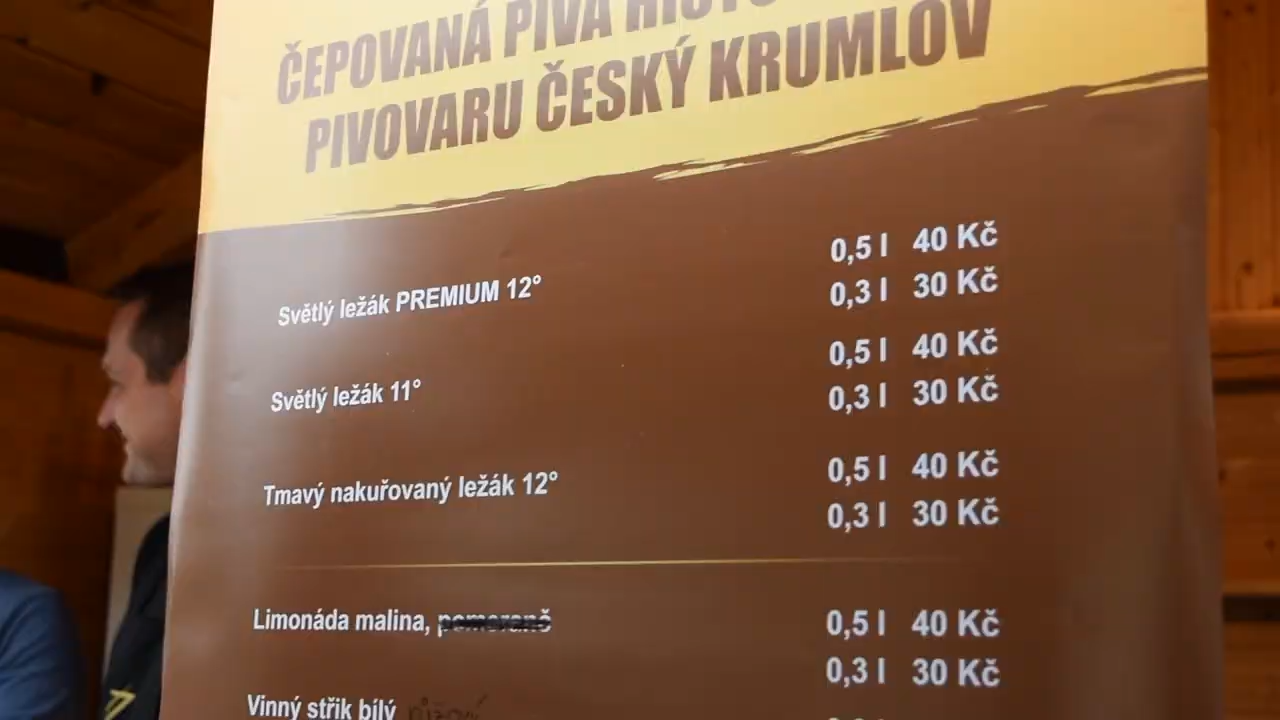 ČEPOVANÁ PIVA
PIVOVARU ČESKÝ KRUMLOV
0,5 l 40 Kč
Světlý ležák PREMIUM 12°
0,3 l 30 Kč
0,5 l 40 Kč
Světlý ležák 11°
0,3 l 30 Kč
0,5 l 40 Kč
Tmavý nakuřovaný ležák 12°
0,3 l 30 Kč
Limonáda malina, pomeranč 0,5 l 40 Kč
0,3 l 30 Kč
Vinný střik bílý